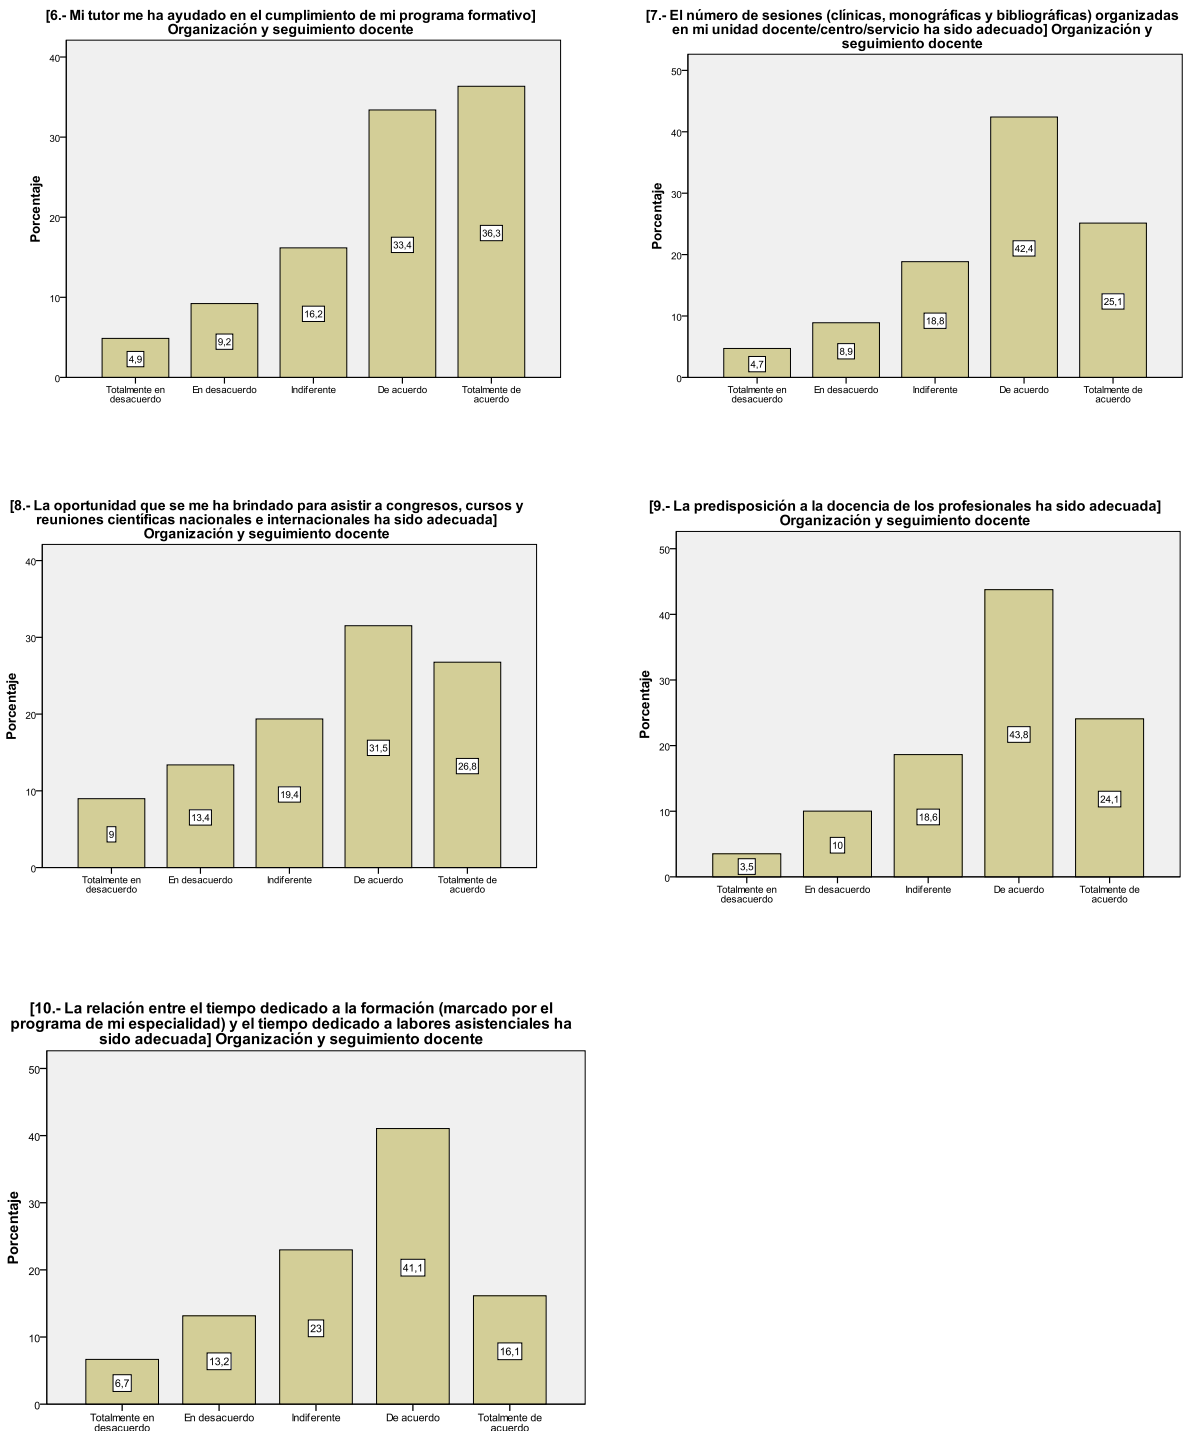 [6.- Mi tutor me ha ayudado en el cumplimiento de mi programa formativo]
Organización y seguimiento docente
Porcentaje
40
30
20
10
0
4,9
9,2
16,2
33,4
36,3
Totalmente en
desacuerdo
En desacuerdo
Indiferente
De acuerdo
Totalmente de
acuerdo
[7.- El número de sesiones (clínicas, monográficas y bibliográficas) organizadas
en mi unidad docente/centro/servicio ha sido adecuado] Organización y
seguimiento docente
Porcentaje
50
40
30
20
10
0
4,7
8,9
18,8
42,4
25,1
Totalmente en
desacuerdo
En desacuerdo
Indiferente
De acuerdo
Totalmente de
acuerdo
[8.- La oportunidad que se me ha brindado para asistir a congresos, cursos y
reuniones científicas nacionales e internacionales ha sido adecuada]
Organización y seguimiento docente
Porcentaje
40
30
20
10
0
9
13,4
19,4
31,5
26,8
Totalmente en
desacuerdo
En desacuerdo
Indiferente
De acuerdo
Totalmente de
acuerdo
[9.- La predisposición a la docencia de los profesionales ha sido adecuada]
Organización y seguimiento docente
Porcentaje
50
40
30
20
10
0
3,5
10
18,6
43,8
24,1
Totalmente en
desacuerdo
En desacuerdo
Indiferente
De acuerdo
Totalmente de
acuerdo
[10.- La relación entre el tiempo dedicado a la formación (marcado por el
programa de mi especialidad) y el tiempo dedicado a labores asistenciales ha
sido adecuada] Organización y seguimiento docente
Porcentaje
50
40
30
20
10
0
6,7
13,2
23
41,1
16,1
Totalmente en
desacuerdo
En desacuerdo
Indiferente
De acuerdo
Totalmente de
acuerdo